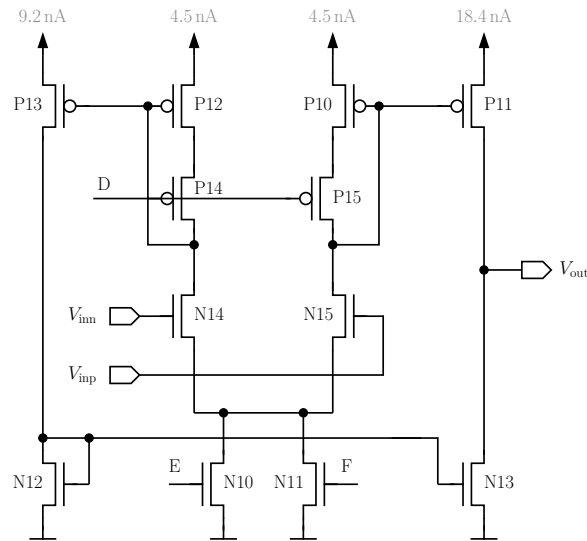 9.2 nA 4.5 nA 4.5 nA 18.4 nA
P13 P12 P10 P11
D P14 P15
V_out
V_inn N14 N15
V_inp
E F
N12 N10 N11 N13